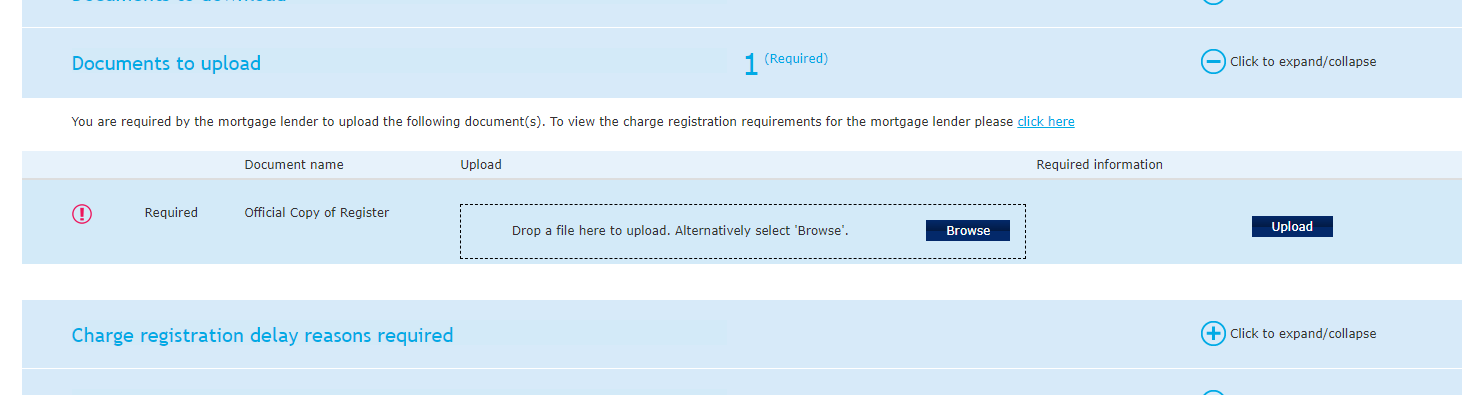 Documents to download
Documents to upload 1 (Required) Click to expand/collapse
You are required by the mortgage lender to upload the following document(s). To view the charge registration requirements for the mortgage lender please click here
Document name Upload Required information
Required Official Copy of Register Drop a file here to upload. Alternatively select 'Browse'. Browse Upload
Charge registration delay reasons required Click to expand/collapse